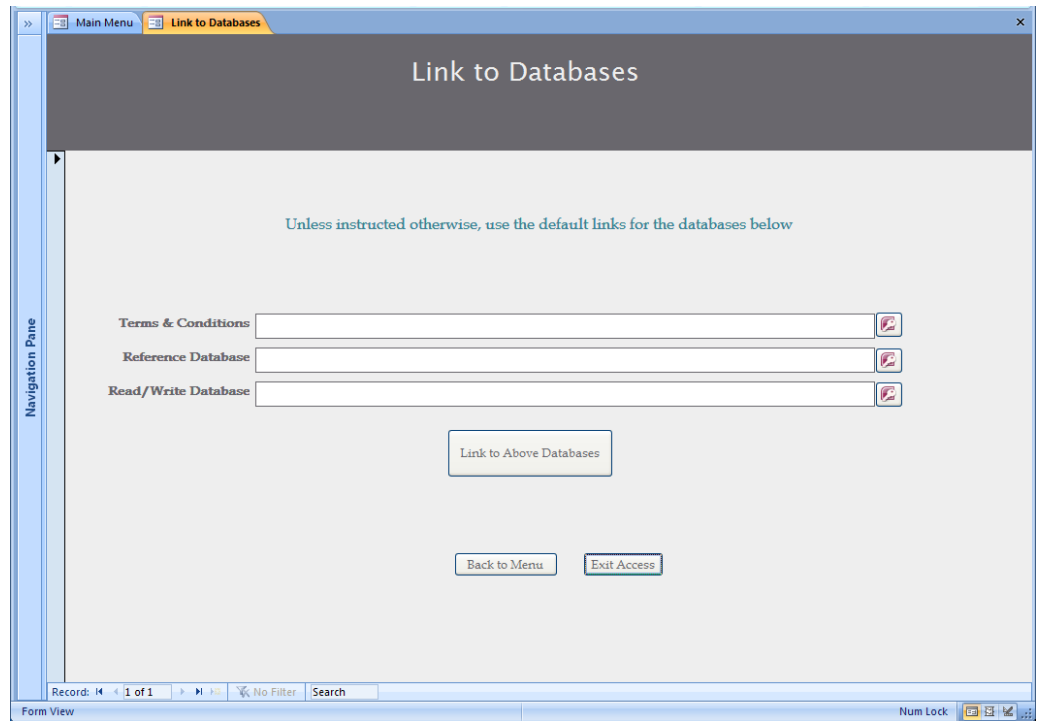 Main Menu
Link to Databases
Link to Databases
Unless instructed otherwise, use the default links for the databases below
Navigation Pane
Terms & Conditions
Reference Database
Read/Write Database
Link to Above Databases
Back to Menu
Exit Access
Record: 1 of 1 No Filter Search
Form View Num Lock